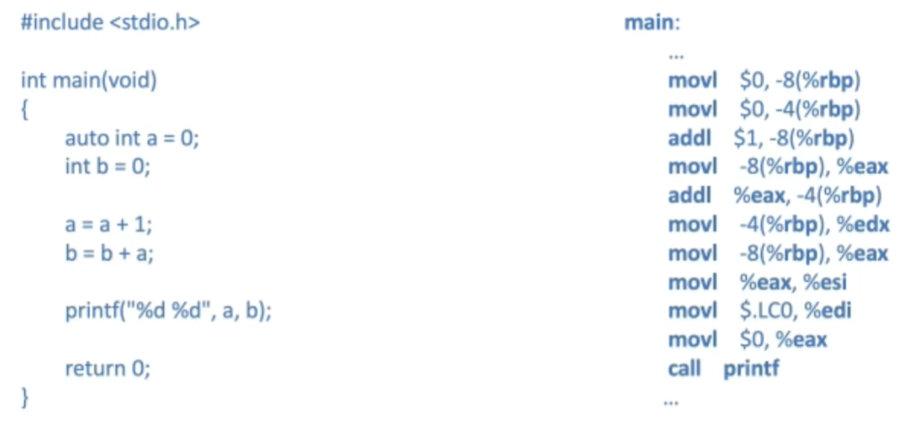 #include <stdio.h>
int main(void)
{
auto int a = 0;
int b = 0;
a = a + 1;
b = b + a;
printf("%d %d", a, b);
return 0;
}
main:
...
movl $0, -8(%rbp)
movl $0, -4(%rbp)
addl $1, -8(%rbp)
movl -8(%rbp), %eax
addl %eax, -4(%rbp)
movl -4(%rbp), %edx
movl -8(%rbp), %eax
movl %eax, %esi
movl $.LC0, %edi
movl $0, %eax
call printf
...